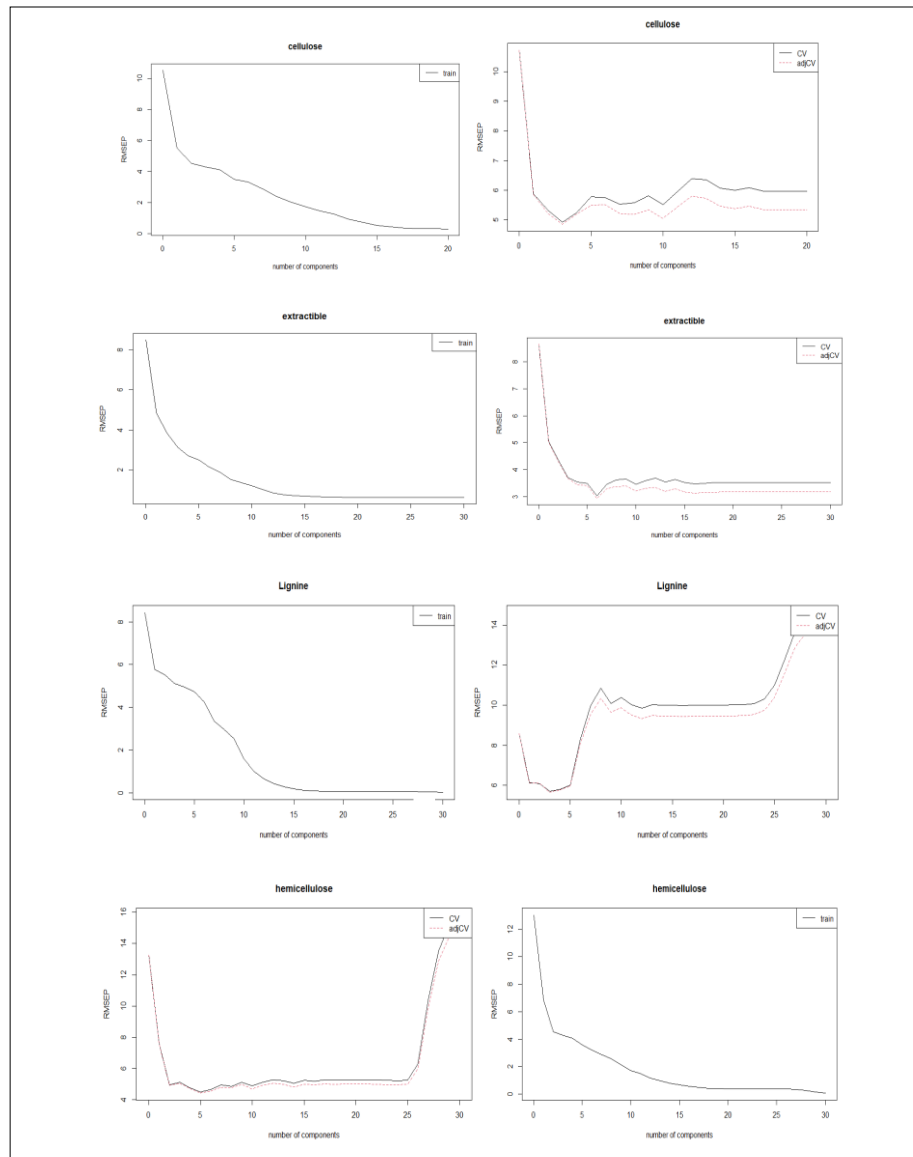 cellulose
train
RMSEP
0 2 4 6 8 10
0 5 10 15 20
number of components
cellulose
CV
adjCV
RMSEP
5 6 7 8 9 10
0 5 10 15 20
number of components
extractible
train
RMSEP
2 4 6 8
0 5 10 15 20 25 30
number of components
extractible
CV
adjCV
RMSEP
3 4 5 6 7 8
0 5 10 15 20 25 30
number of components
Lignine
train
RMSEP
0 2 4 6 8
0 5 10 15 20 25 30
number of components
Lignine
CV
adjCV
RMSEP
6 8 10 12 14
0 5 10 15 20 25 30
number of components
hemicellulose
CV
adjCV
RMSEP
4 6 8 10 12 14 16
0 5 10 15 20 25 30
number of components
hemicellulose
train
RMSEP
0 2 4 6 8 10 12
0 5 10 15 20 25 30
number of components